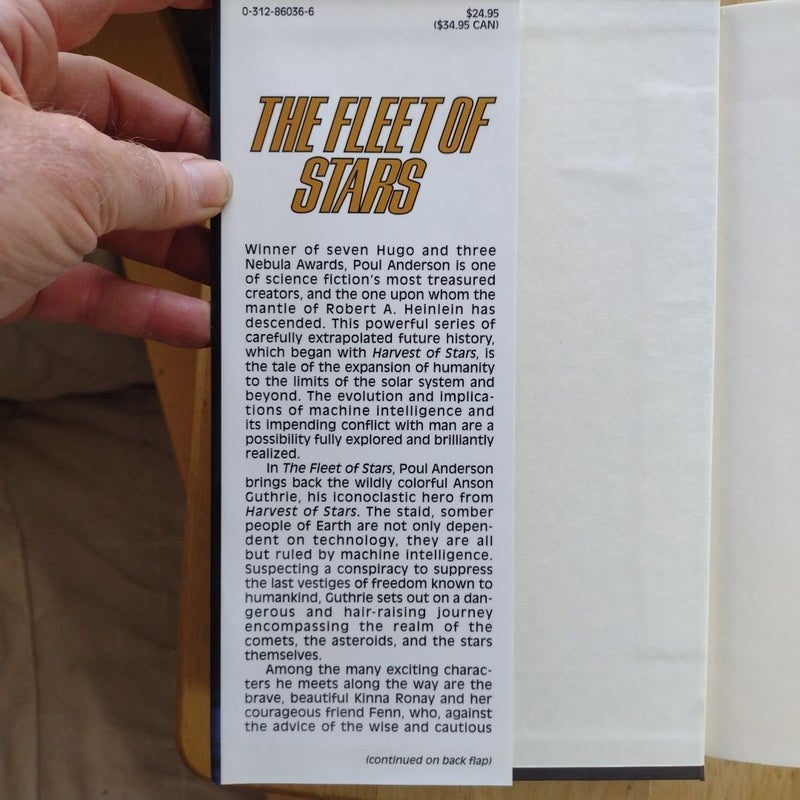 0-312-86036-6
$24.95
($34.95 CAN)
THE FLEET OF
STARS
Winner of seven Hugo and three
Nebula Awards, Poul Anderson is one
of science fiction's most treasured
creators, and the one upon whom the
mantle of Robert A. Heinlein has
descended. This powerful series of
carefully extrapolated future history,
which began with Harvest of Stars, is
the tale of the expansion of humanity
to the limits of the solar system and
beyond. The evolution and implica-
tions of machine intelligence and
its impending conflict with man are a
possibility fully explored and brilliantly
realized.
In The Fleet of Stars, Poul Anderson
brings back the wildly colorful Anson
Guthrie, his iconoclastic hero from
Harvest of Stars. The staid, somber
people of Earth are not only depen-
dent on technology, they are all
but ruled by machine intelligence.
Suspecting a conspiracy to suppress
the last vestiges of freedom known to
humankind, Guthrie sets out on a dan-
gerous and hair-raising journey
encompassing the realm of the
comets, the asteroids, and the stars
themselves.
Among the many exciting charac-
ters he meets along the way are the
brave, beautiful Kinna Ronay and her
courageous friend Fenn, who, against
the advice of the wise and cautious
(continued on back flap)